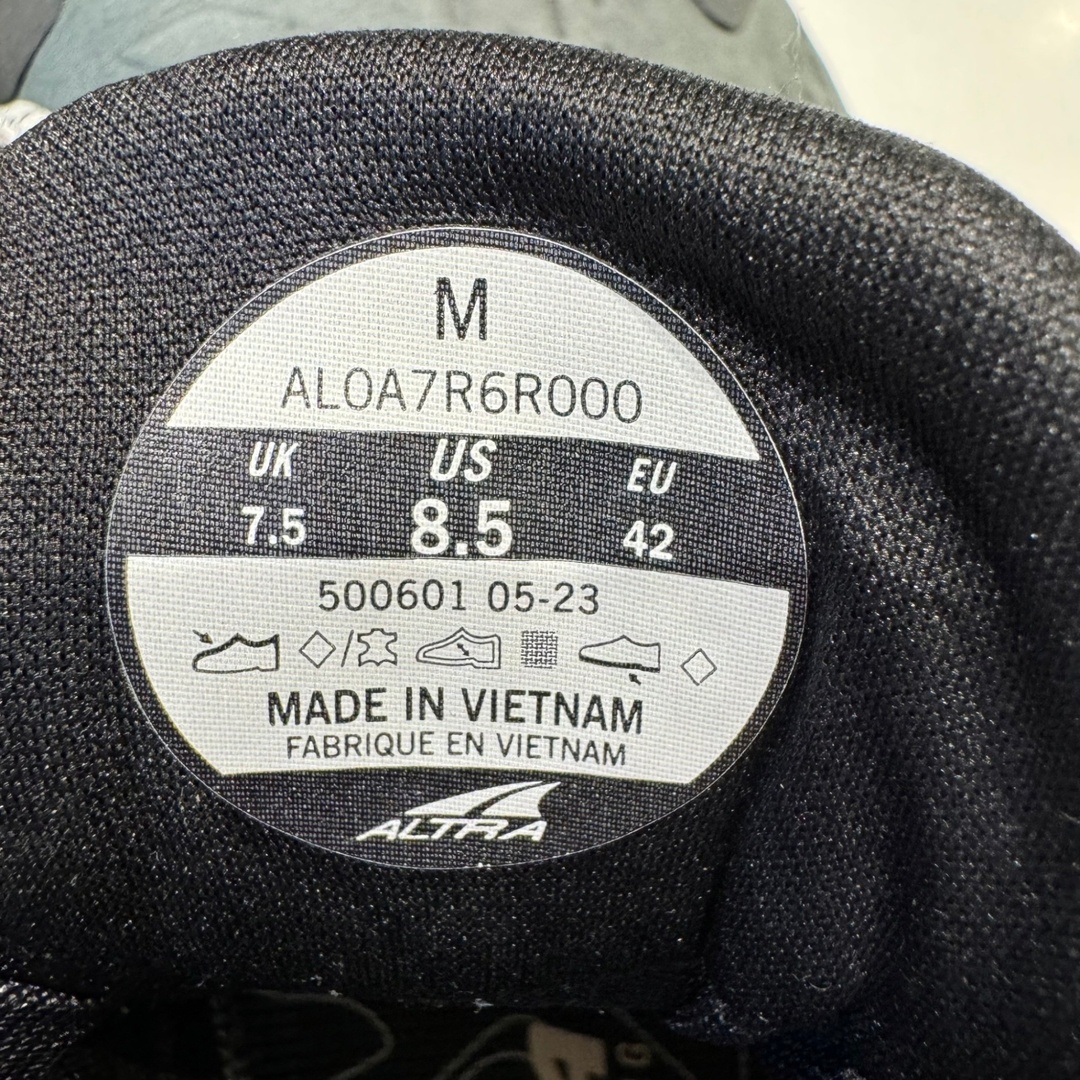 M
AL0A7R6R000
UK US EU
7.5 8.5 42
500601 05-23
MADE IN VIETNAM
FABRIQUE EN VIETNAM
ALTRA